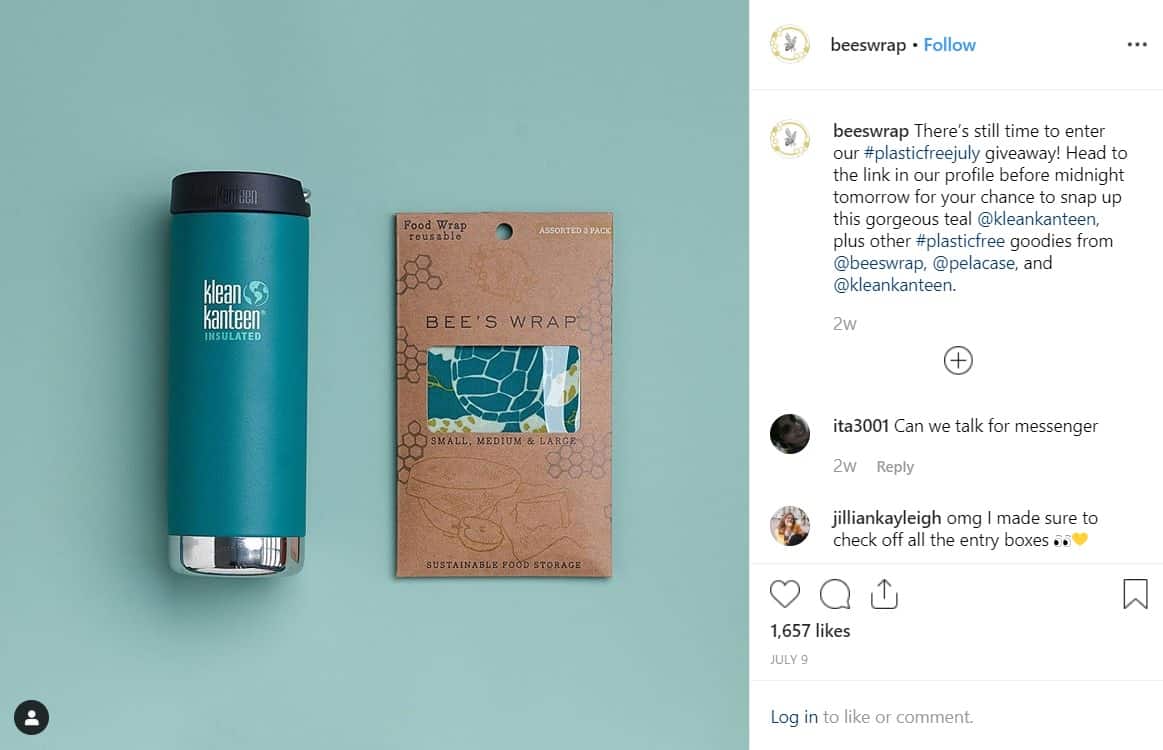 kanteen
klean
kanteen®
INSULATED
Food Wrap
reusable
ASSORTED 3 PACK
BEE'S WRAP
SMALL, MEDIUM & LARGE
SUSTAINABLE FOOD STORAGE
beeswrap • Follow
beeswrap There's still time to enter
our #plasticfreejuly giveaway! Head to
the link in our profile before midnight
tomorrow for your chance to snap up
this gorgeous teal @kleankanteen,
plus other #plasticfree goodies from
@beeswrap, @pelacase, and
@kleankanteen.
2w
ita3001 Can we talk for messenger
2w Reply
jilliankayleigh omg I made sure to
check off all the entry boxes 👀💛
1,657 likes
JULY 9
Log in to like or comment.